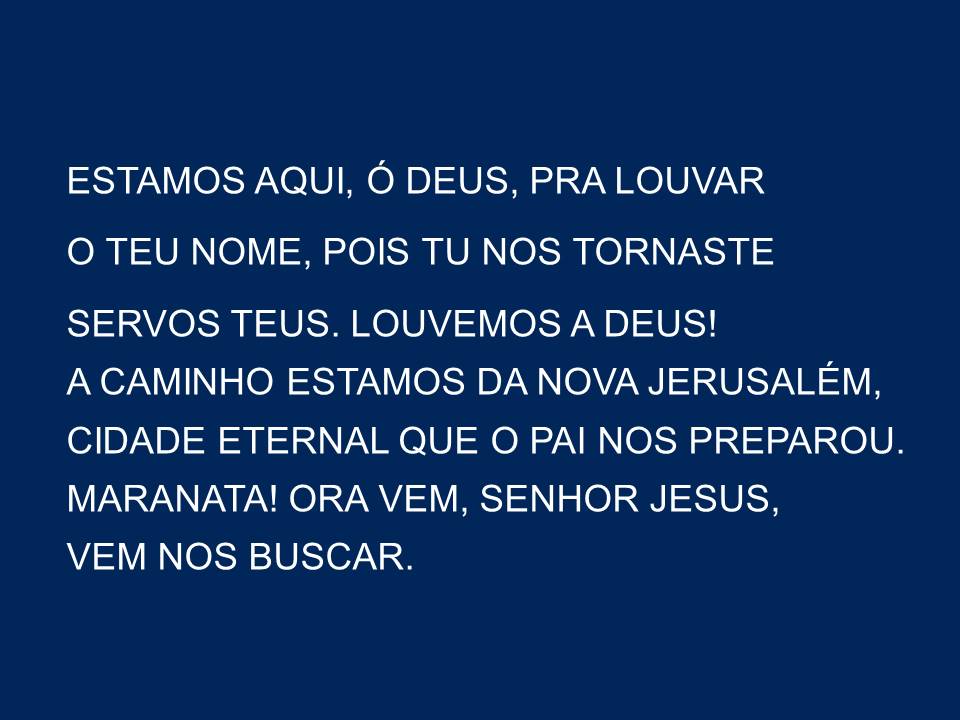 ESTAMOS AQUI, Ó DEUS, PRA LOUVAR
O TEU NOME, POIS TU NOS TORNASTE
SERVOS TEUS. LOUVEMOS A DEUS!
A CAMINHO ESTAMOS DA NOVA JERUSALÉM,
CIDADE ETERNAL QUE O PAI NOS PREPAROU.
MARANATA! ORA VEM, SENHOR JESUS,
VEM NOS BUSCAR.